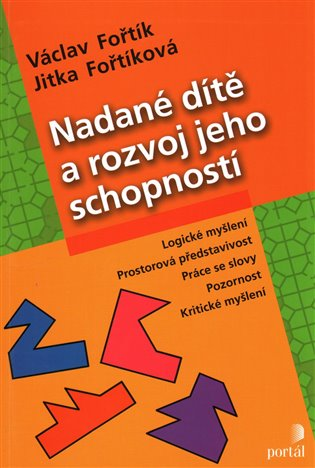 Václav Fořtík
Jitka Fořtíková
Nadané dítě
a rozvoj jeho
schopností
Logické myšlení
Prostorová představivost
Práce se slovy
Pozornost
Kritické myšlení
portál